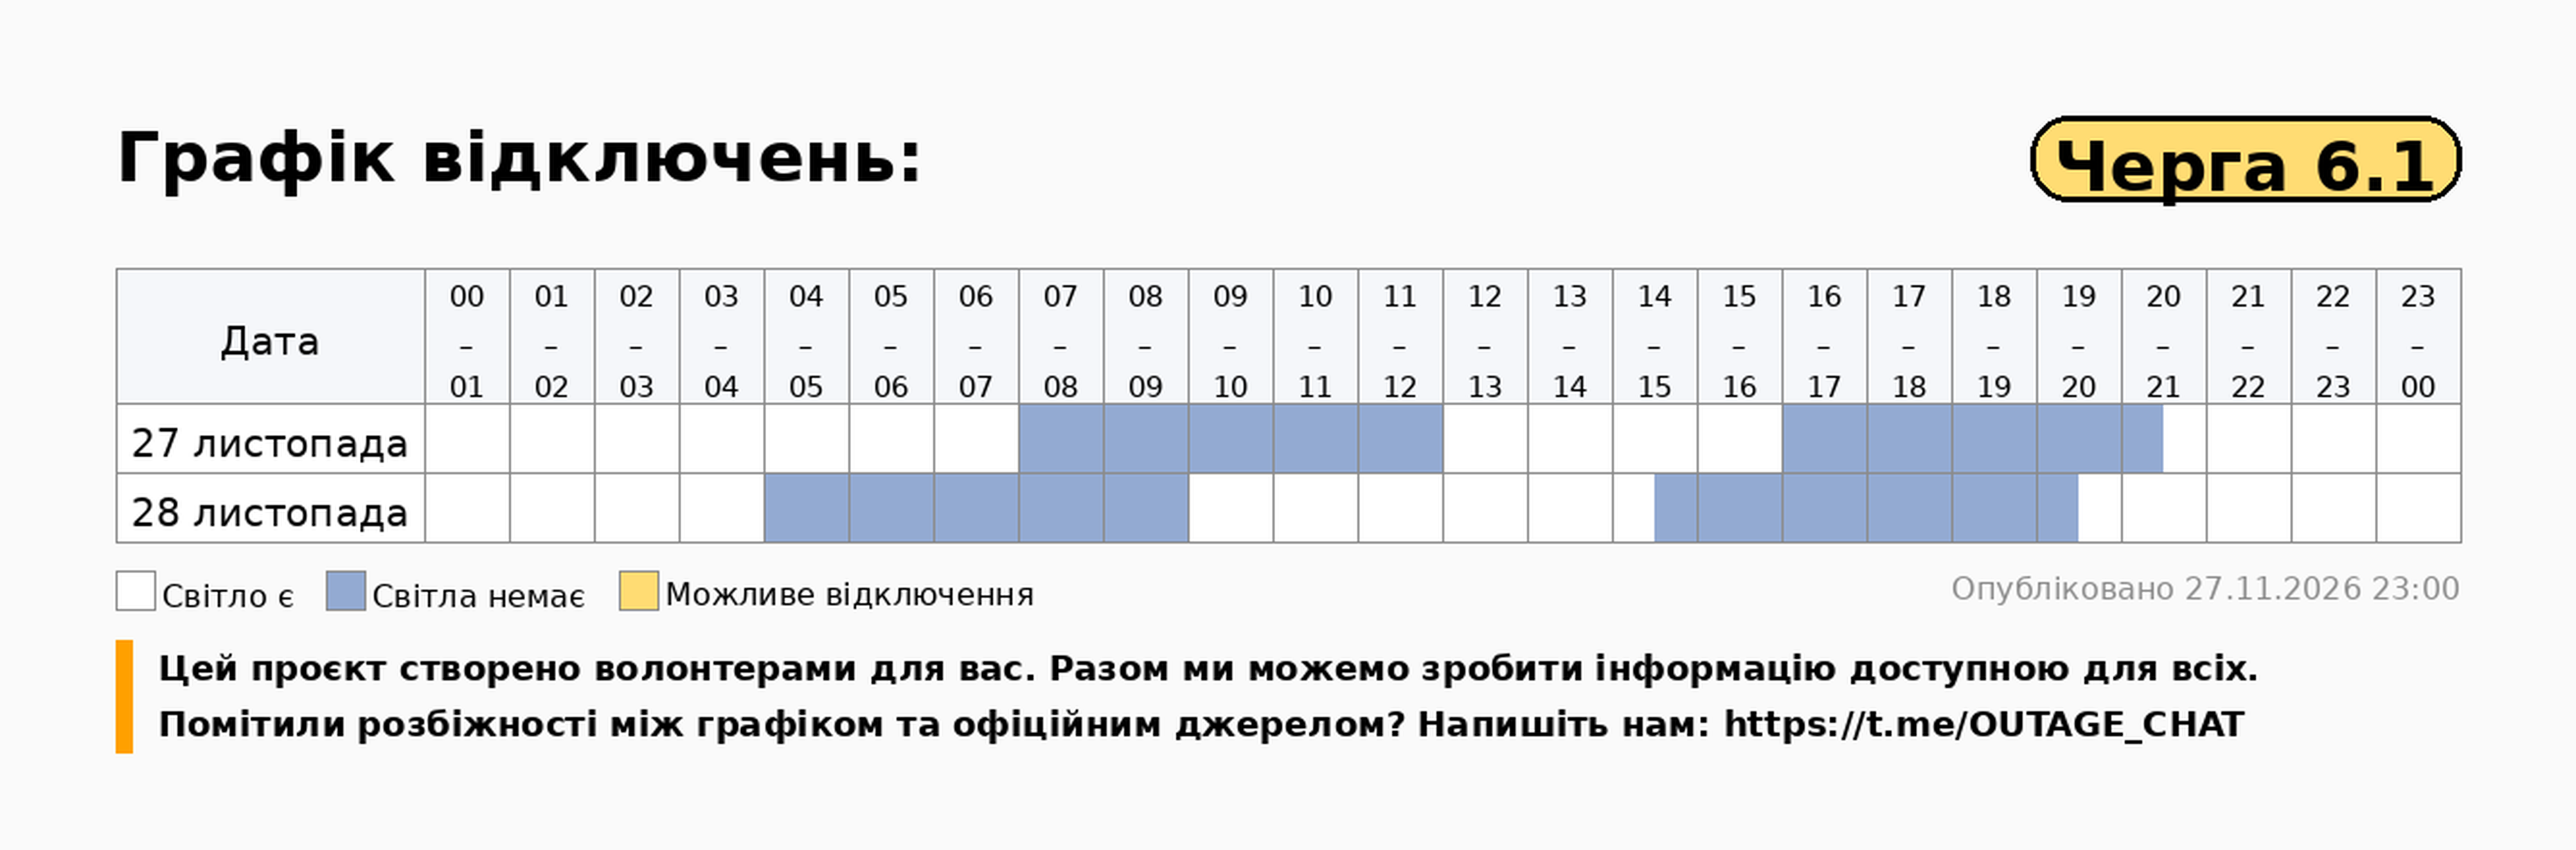 Графік відключень:
Черга 6.1
Дата
00 – 01
01 – 02
02 – 03
03 – 04
04 – 05
05 – 06
06 – 07
07 – 08
08 – 09
09 – 10
10 – 11
11 – 12
12 – 13
13 – 14
14 – 15
15 – 16
16 – 17
17 – 18
18 – 19
19 – 20
20 – 21
21 – 22
22 – 23
23 – 00
27 листопада
28 листопада
Світло є
Світла немає
Можливе відключення
Опубліковано 27.11.2026 23:00
Цей проєкт створено волонтерами для вас. Разом ми можемо зробити інформацію доступною для всіх.
Помітили розбіжності між графіком та офіційним джерелом? Напишіть нам: https://t.me/OUTAGE_CHAT